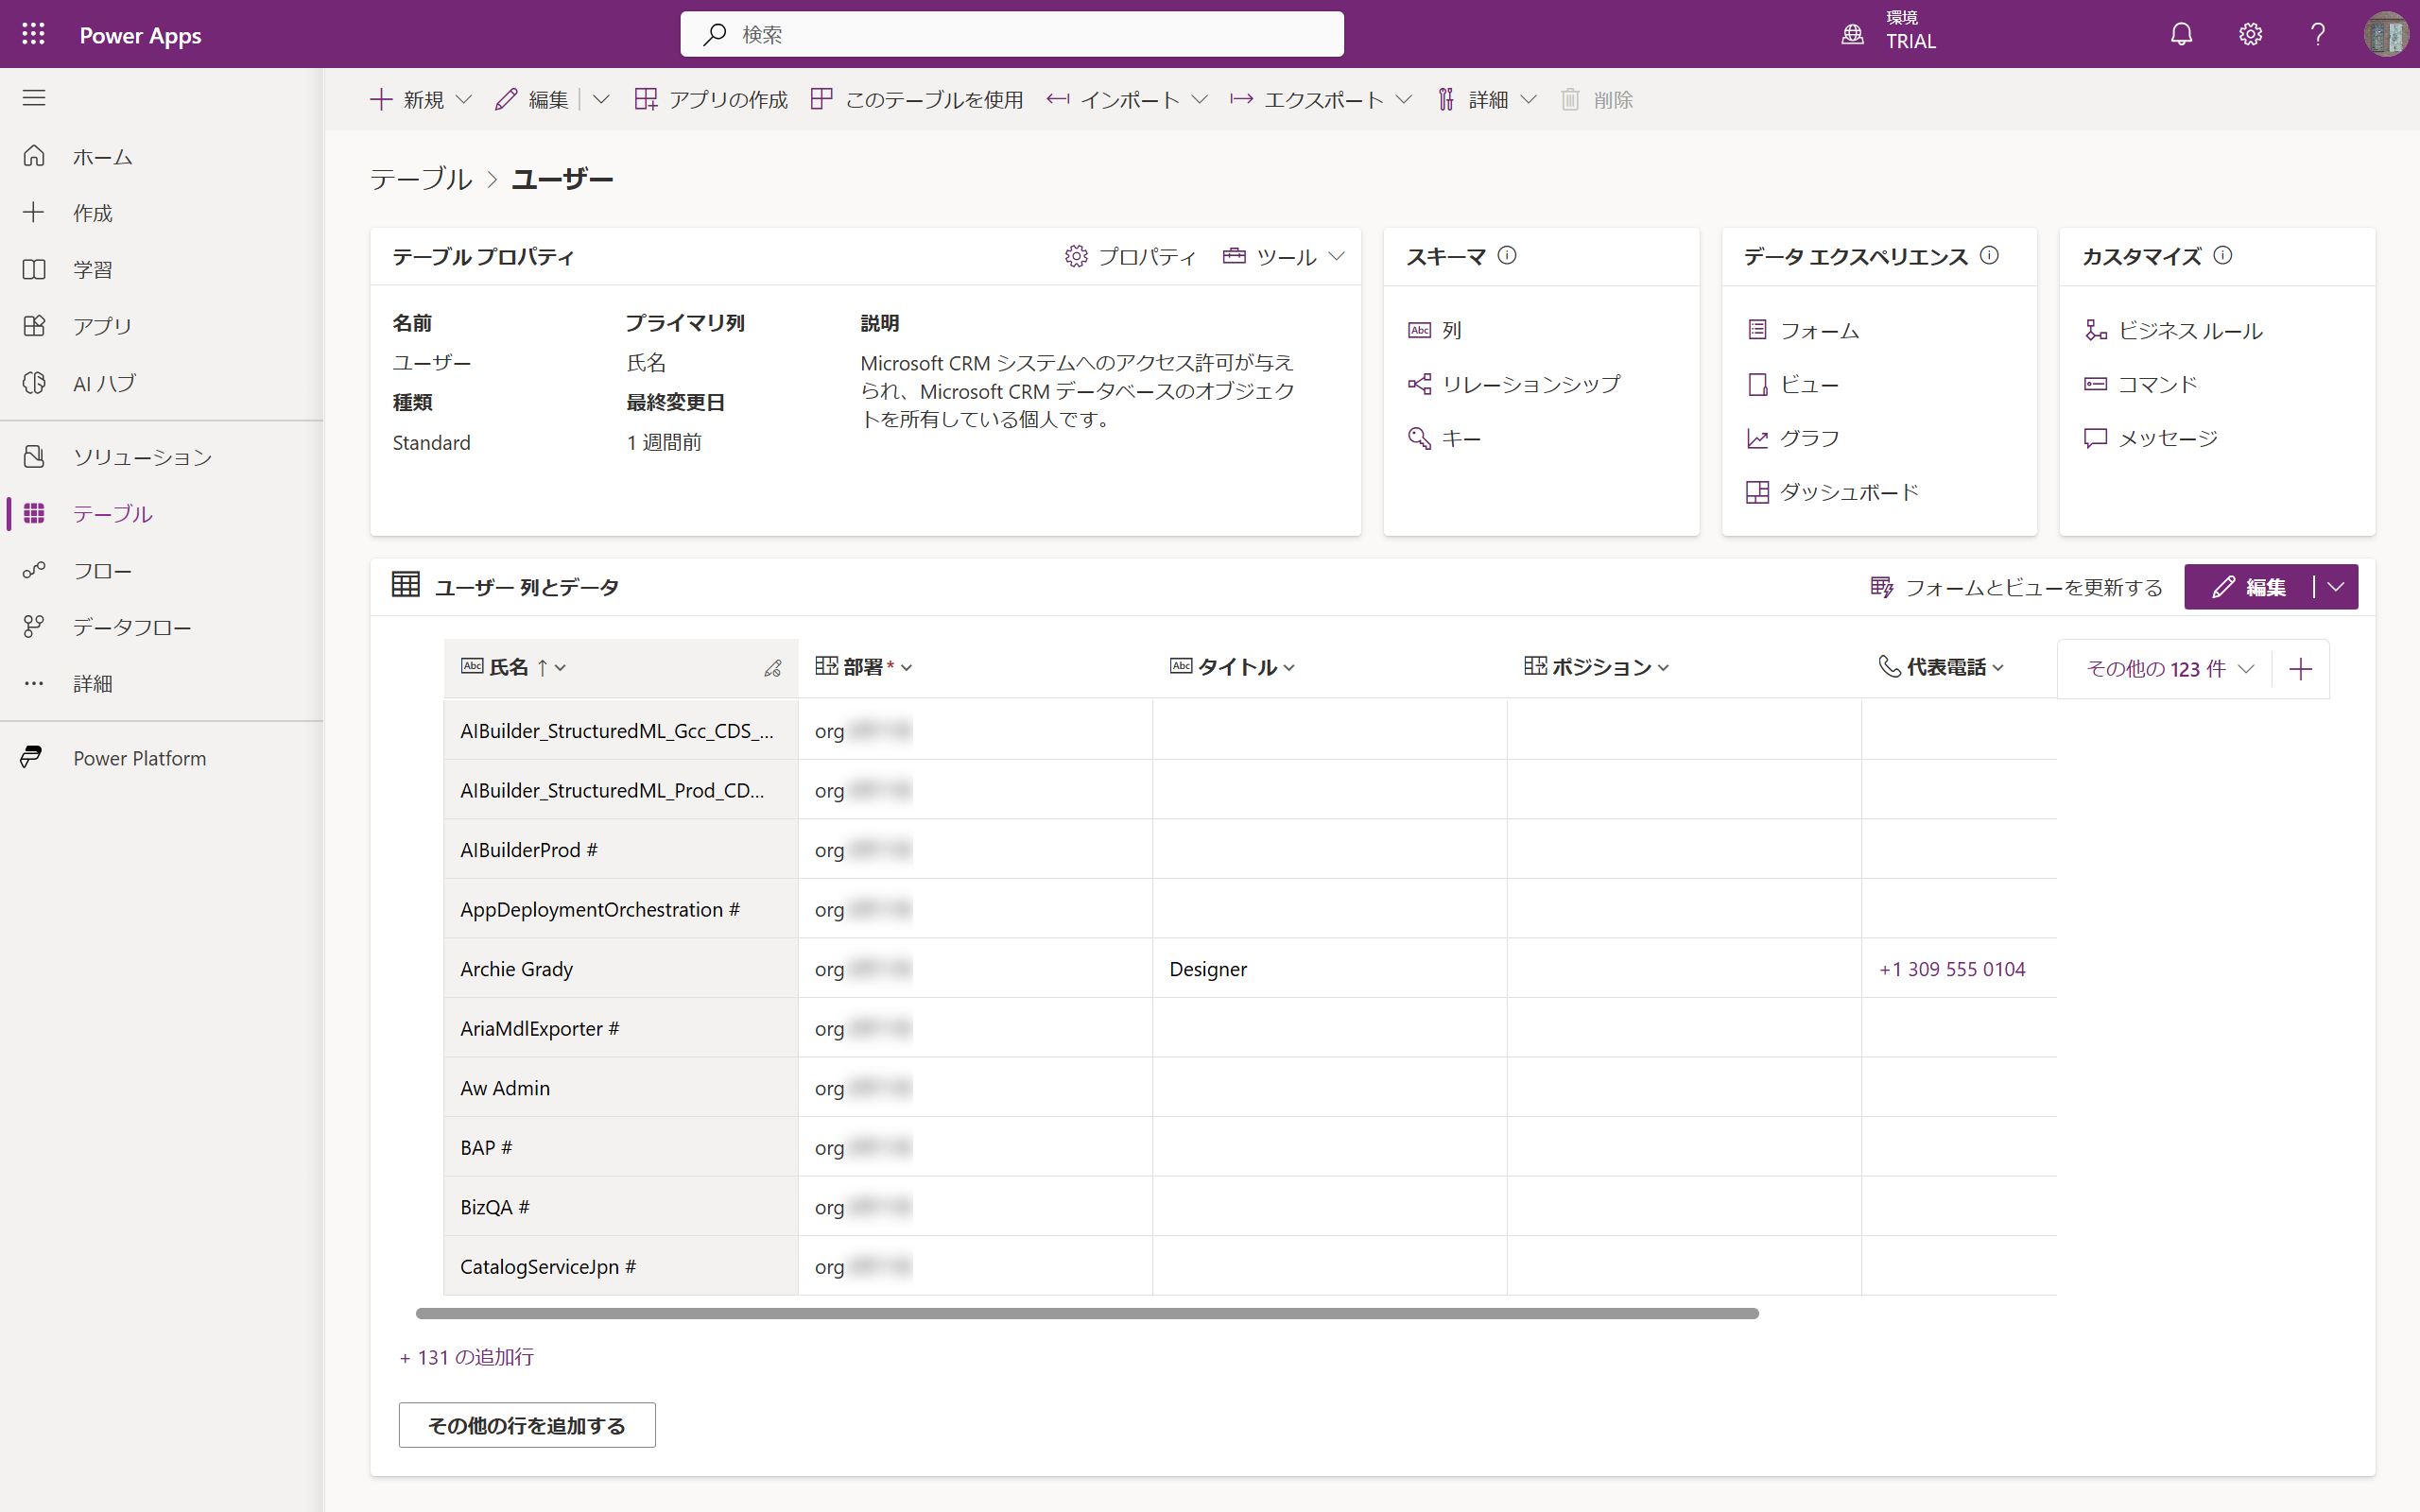 Power Apps
検索
環境
TRIAL
新規
編集
アプリの作成
このテーブルを使用
インポート
エクスポート
詳細
削除
ホーム
作成
学習
アプリ
AI ハブ
ソリューション
テーブル
フロー
データフロー
詳細
Power Platform
テーブル > ユーザー
テーブル プロパティ
プロパティ
ツール
名前
ユーザー
種類
Standard
プライマリ列
氏名
最終変更日
1 週間前
説明
Microsoft CRM システムへのアクセス許可が与え
られ、Microsoft CRM データベースのオブジェク
トを所有している個人です。
スキーマ
Abc 列
リレーションシップ
キー
データ エクスペリエンス
フォーム
ビュー
グラフ
ダッシュボード
カスタマイズ
ビジネス ルール
コマンド
メッセージ
ユーザー 列とデータ
フォームとビューを更新する
編集
Abc 氏名 ↑
部署 *
Abc タイトル
ポジション
代表電話
その他の 123 件
AIBuilder_StructuredML_Gcc_CDS_... org
AIBuilder_StructuredML_Prod_CD... org
AIBuilderProd # org
AppDeploymentOrchestration # org
Archie Grady org Designer +1 309 555 0104
AriaMdlExporter # org
Aw Admin org
BAP # org
BizQA # org
CatalogServiceJpn # org
+ 131 の追加行
その他の行を追加する